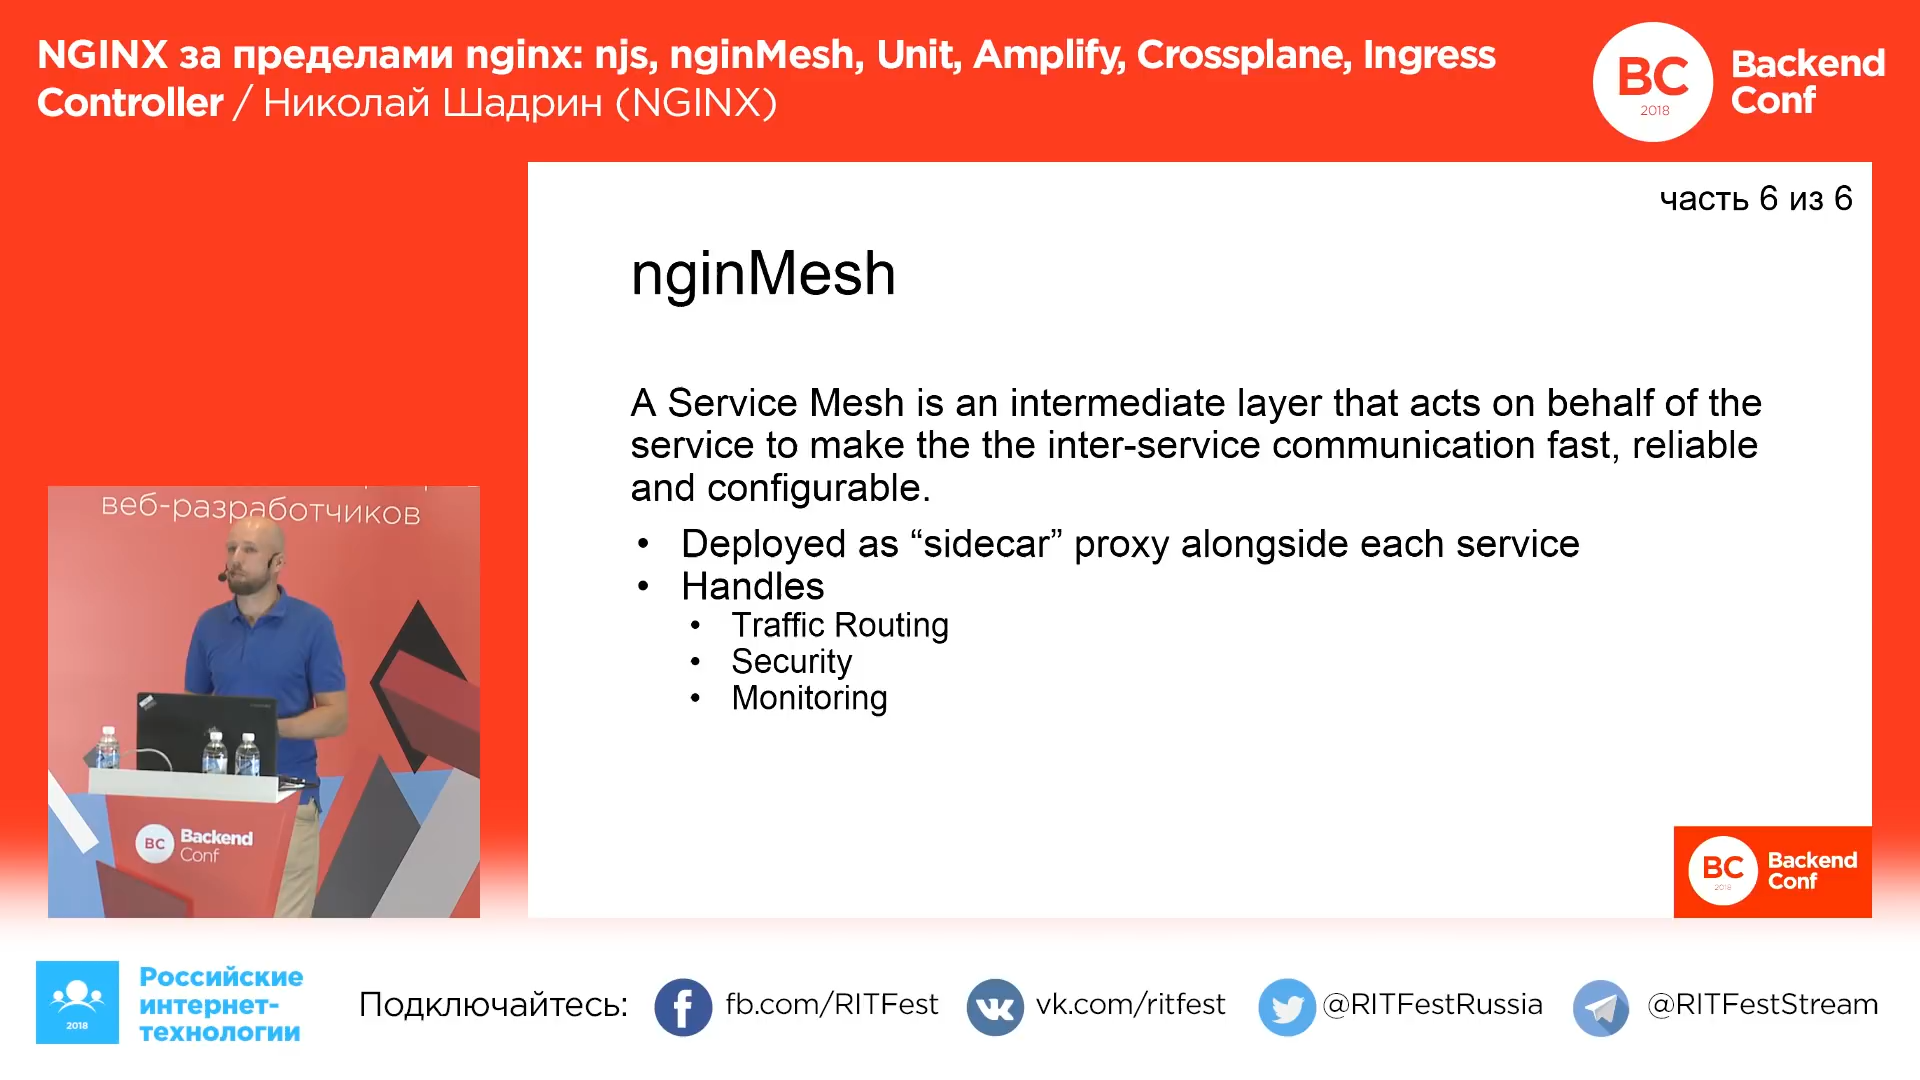 NGINX за пределами nginx: njs, nginMesh, Unit, Amplify, Crossplane, Ingress
Controller / Николай Шадрин (NGINX)
BC
2018
Backend
Conf
часть 6 из 6
nginMesh
A Service Mesh is an intermediate layer that acts on behalf of the
service to make the the inter-service communication fast, reliable
and configurable.
• Deployed as “sidecar” proxy alongside each service
• Handles
• Traffic Routing
• Security
• Monitoring
веб-разработчиков
BC
Backend
Conf
BC
2018
Backend
Conf
2018
Российские
интернет-
технологии
Подключайтесь:
fb.com/RITFest
vk.com/ritfest
@RITFestRussia
@RITFestStream